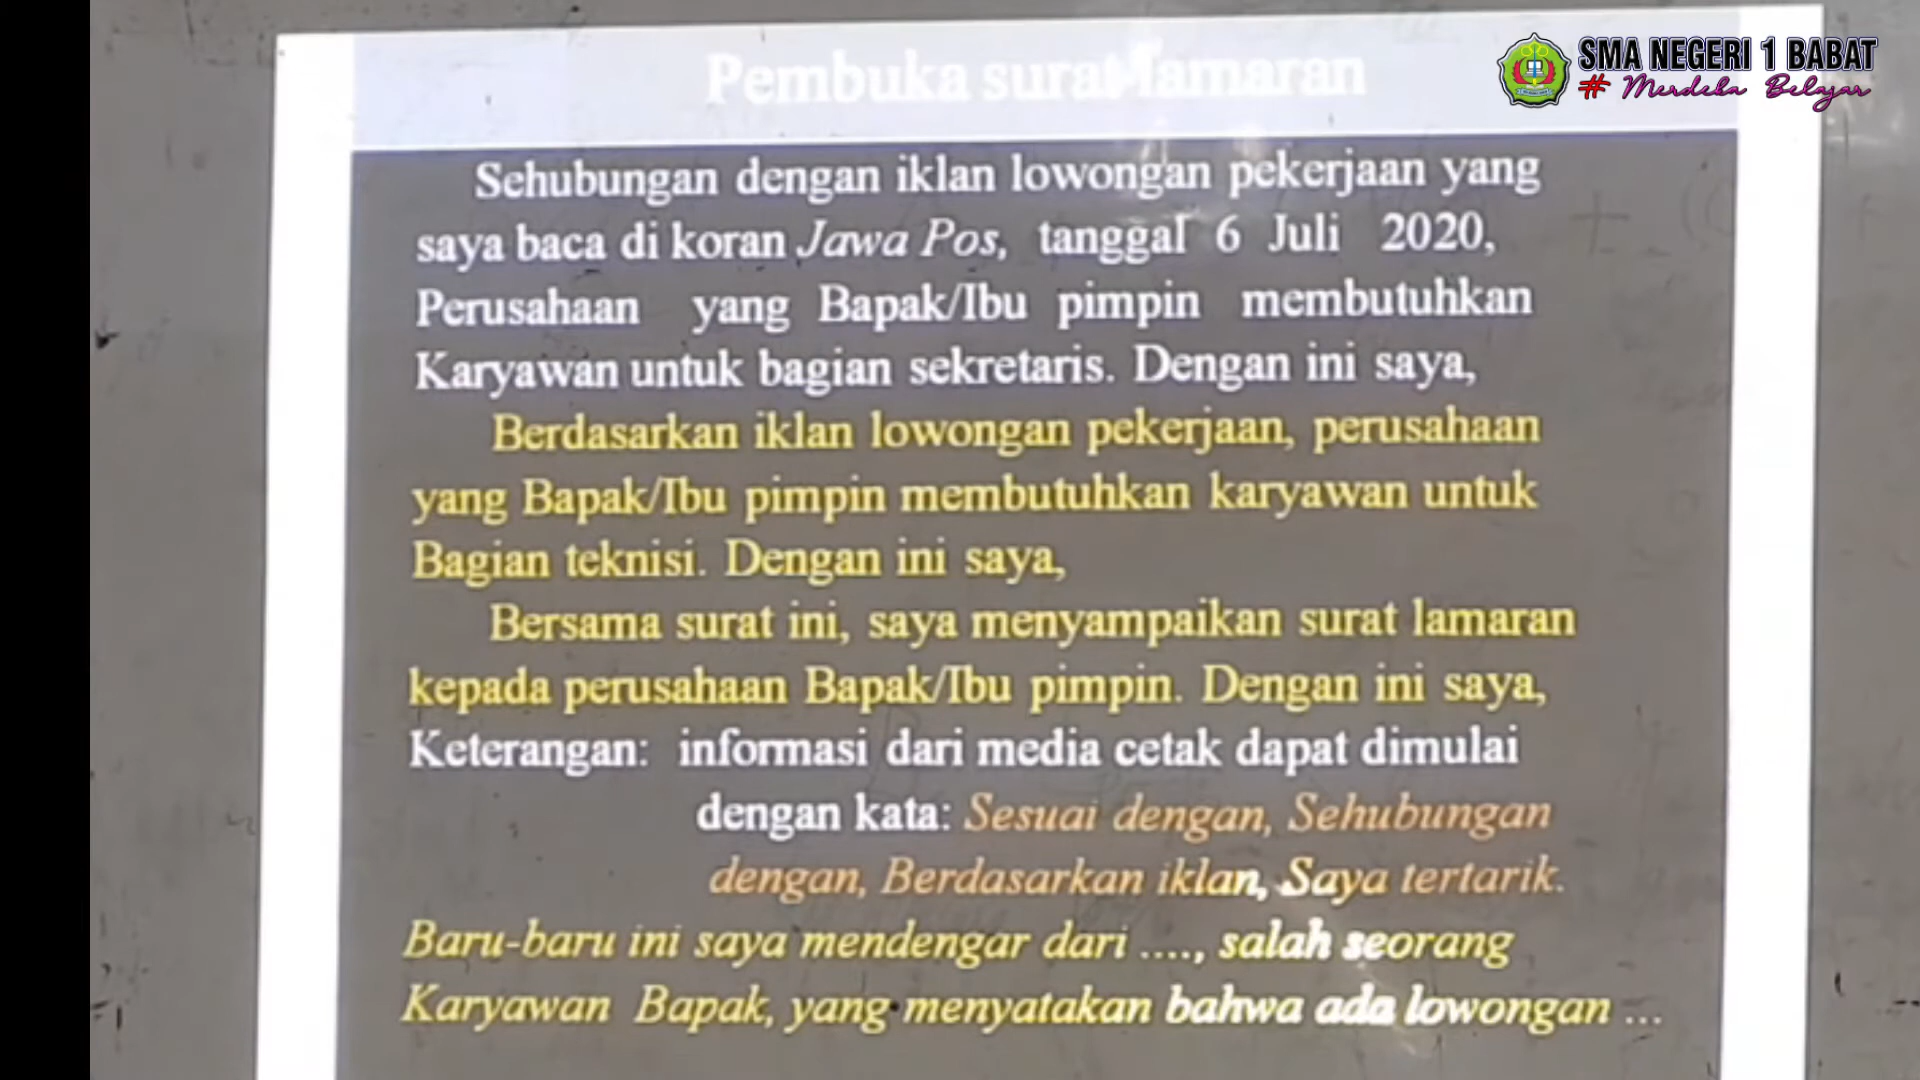 SMA NEGERI 1 BABAT
# Merdeka Belajar
Pembuka surat lamaran
Sehubungan dengan iklan lowongan pekerjaan yang
saya baca di koran Jawa Pos, tanggal 6 Juli 2020,
Perusahaan yang Bapak/Ibu pimpin membutuhkan
Karyawan untuk bagian sekretaris. Dengan ini saya,
Berdasarkan iklan lowongan pekerjaan, perusahaan
yang Bapak/Ibu pimpin membutuhkan karyawan untuk
Bagian teknisi. Dengan ini saya,
Bersama surat ini, saya menyampaikan surat lamaran
kepada perusahaan Bapak/Ibu pimpin. Dengan ini saya,
Keterangan: informasi dari media cetak dapat dimulai
dengan kata: Sesuai dengan, Sehubungan
dengan, Berdasarkan iklan, Saya tertarik.
Baru-baru ini saya mendengar dari ...., salah seorang
Karyawan Bapak, yang menyatakan bahwa ada lowongan ...